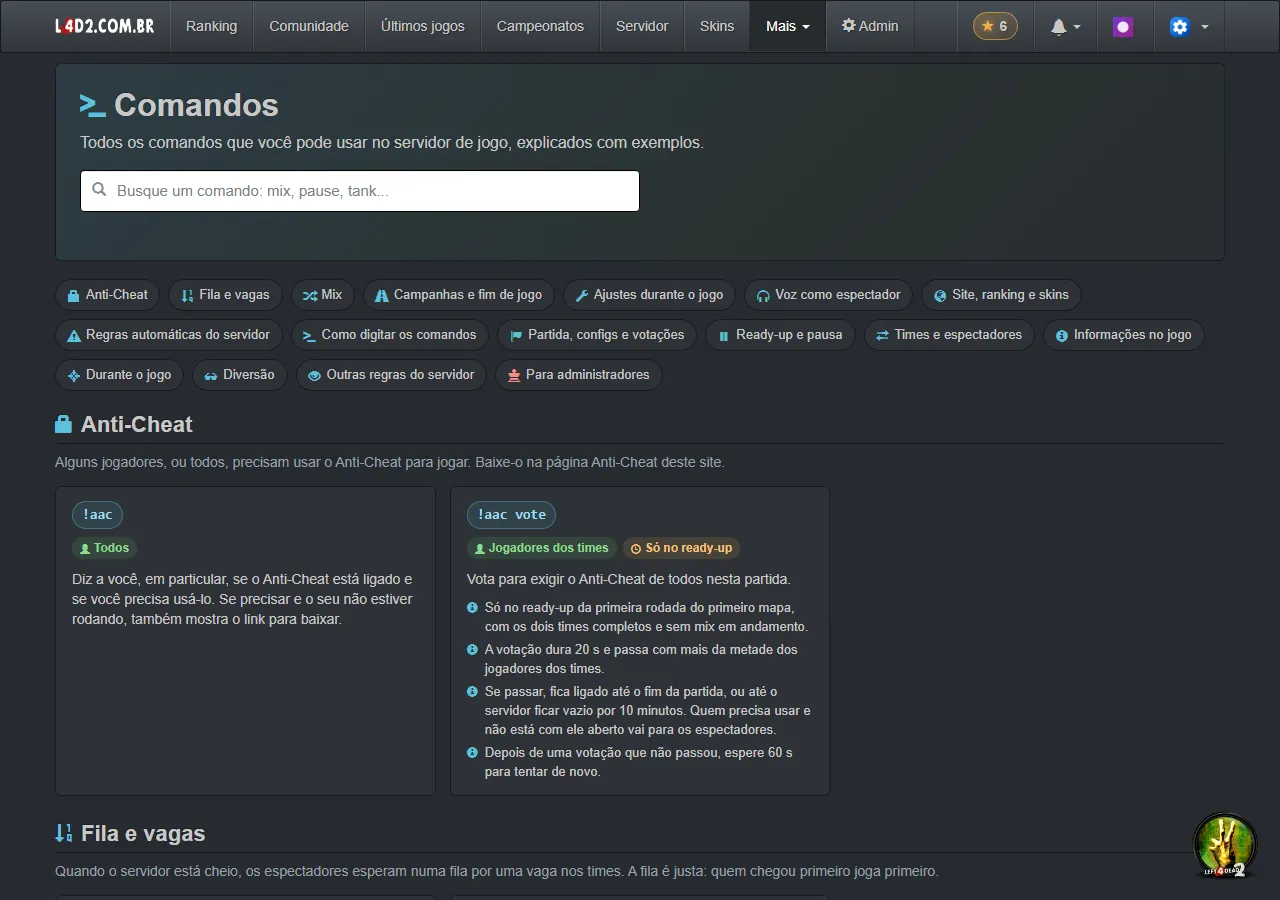 L4D2.COM.BR Ranking Comunidade Últimos jogos Campeonatos Servidor Skins Mais Admin 6
Comandos
Todos os comandos que você pode usar no servidor de jogo, explicados com exemplos.
Busque um comando: mix, pause, tank...
Anti-Cheat Fila e vagas Mix Campanhas e fim de jogo Ajustes durante o jogo Voz como espectador Site, ranking e skins
Regras automáticas do servidor Como digitar os comandos Partida, configs e votações Ready-up e pausa Times e espectadores Informações no jogo
Durante o jogo Diversão Outras regras do servidor Para administradores
Anti-Cheat
Alguns jogadores, ou todos, precisam usar o Anti-Cheat para jogar. Baixe-o na página Anti-Cheat deste site.
!aac
Todos
Diz a você, em particular, se o Anti-Cheat está ligado e
se você precisa usá-lo. Se precisar e o seu não estiver
rodando, também mostra o link para baixar.
!aac vote
Jogadores dos times Só no ready-up
Vota para exigir o Anti-Cheat de todos nesta partida.
Só no ready-up da primeira rodada do primeiro mapa,
com os dois times completos e sem mix em andamento.
A votação dura 20 s e passa com mais da metade dos
jogadores dos times.
Se passar, fica ligado até o fim da partida, ou até o
servidor ficar vazio por 10 minutos. Quem precisa usar e
não está com ele aberto vai para os espectadores.
Depois de uma votação que não passou, espere 60 s
para tentar de novo.
Fila e vagas
Quando o servidor está cheio, os espectadores esperam numa fila por uma vaga nos times. A fila é justa: quem chegou primeiro joga primeiro.
LEFT 4 DEAD 2